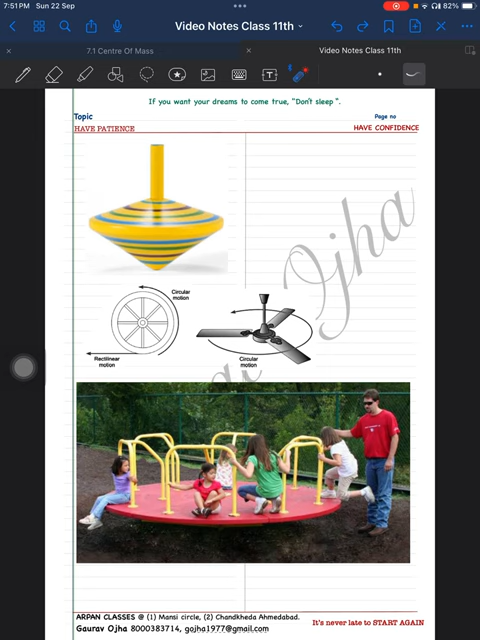 7:51 PM Sun 22 Sep
82%
Video Notes Class 11th
7.1 Centre Of Mass
Video Notes Class 11th
If you want your dreams to come true, "Don't sleep ".
Topic
Page no
HAVE PATIENCE
HAVE CONFIDENCE
Ojha
Circular
motion
Rectilinear
motion
Circular
motion
ARPAN CLASSES @ (1) Mansi circle, (2) Chandkheda Ahmedabad.
Gaurav Ojha 8000383714, gojha1977@gmail.com
It's never late to START AGAIN